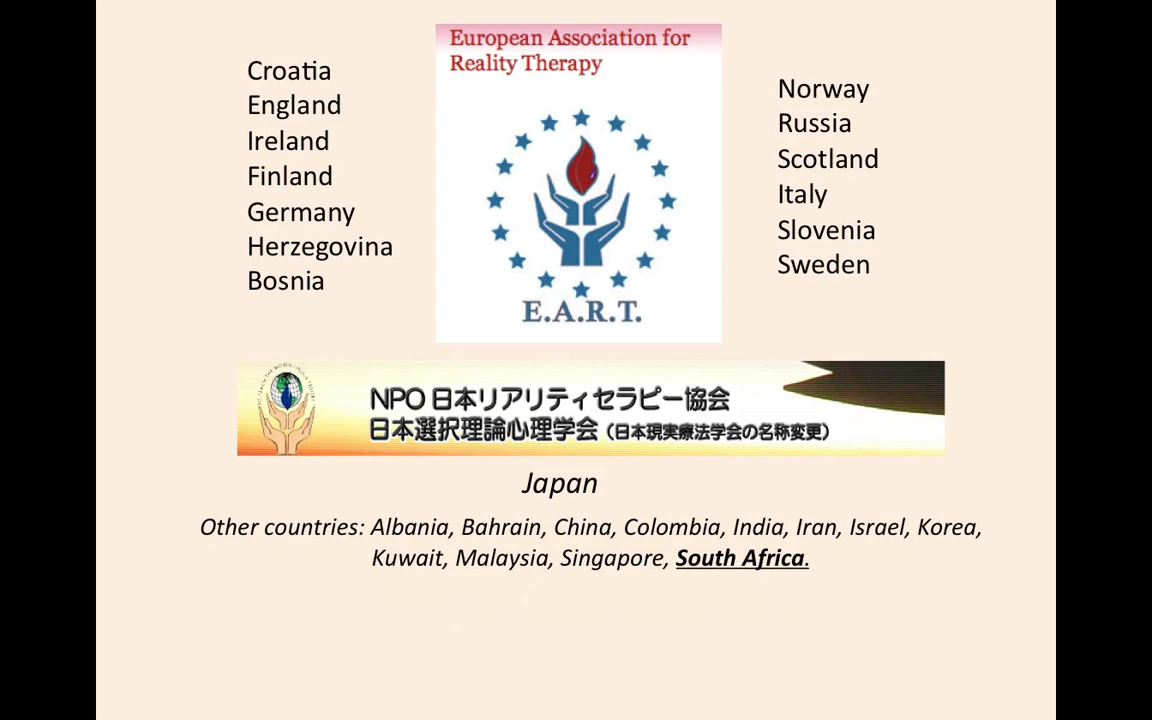 Croatia
England
Ireland
Finland
Germany
Herzegovina
Bosnia
European Association for
Reality Therapy
E.A.R.T.
Norway
Russia
Scotland
Italy
Slovenia
Sweden
NPO 日本リアリティセラピー協会
日本選択理論心理学会（日本現実療法学会の名称変更）
Japan
Other countries: Albania, Bahrain, China, Colombia, India, Iran, Israel, Korea,
Kuwait, Malaysia, Singapore, South Africa.